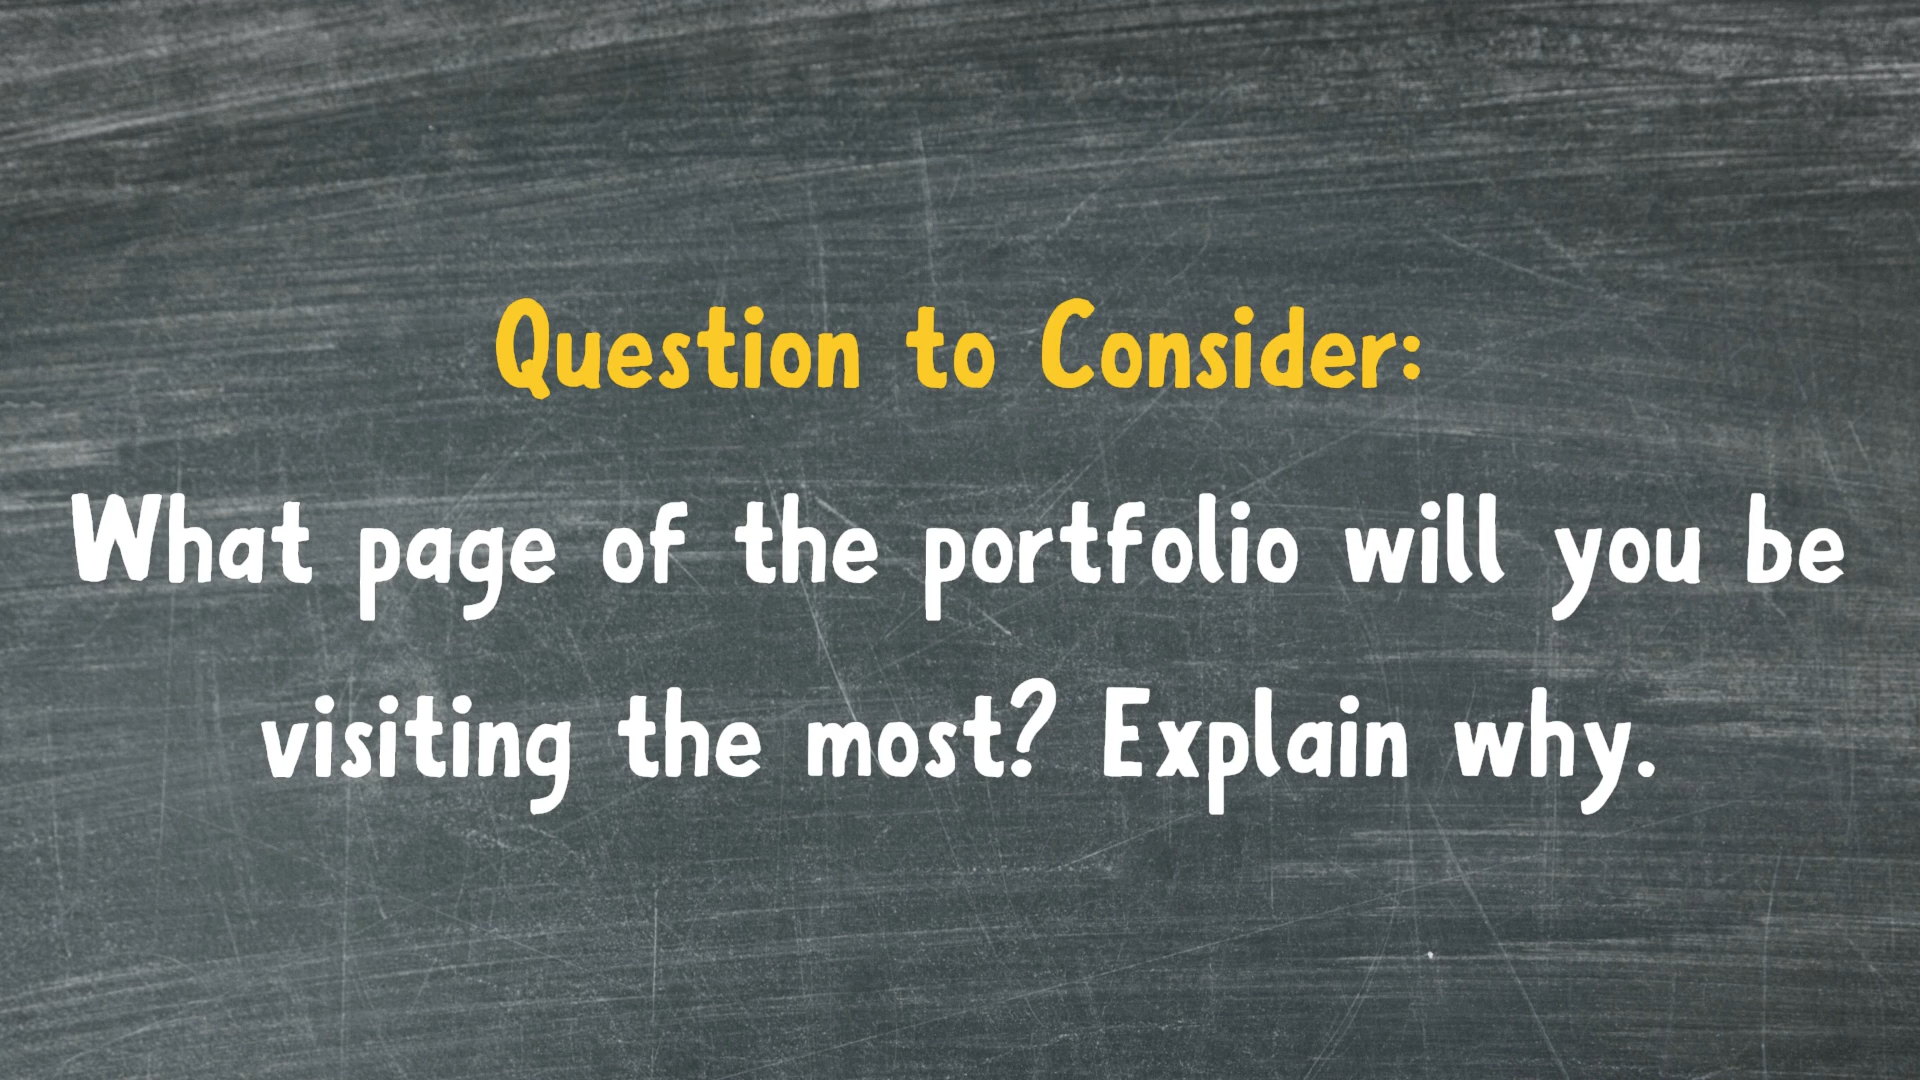 Question to Consider:
What page of the portfolio will you be
visiting the most? Explain why.